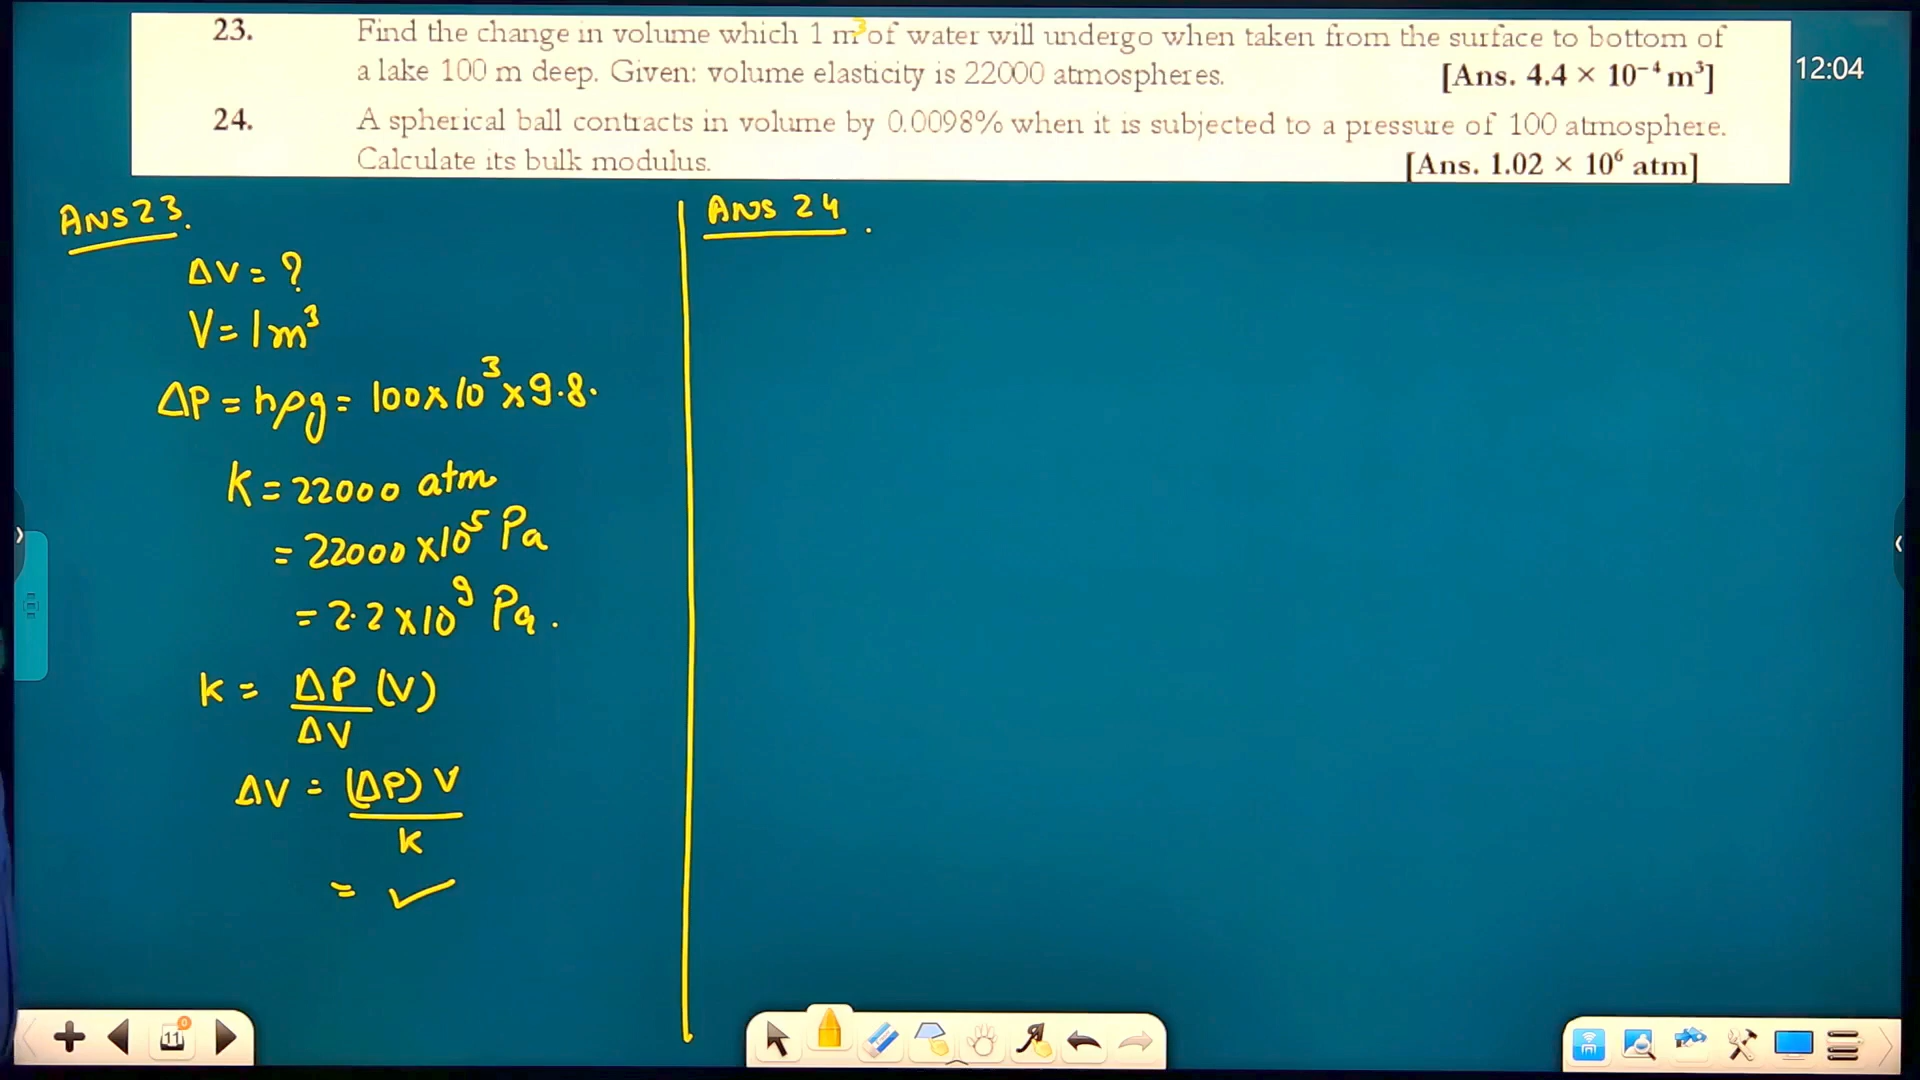 23. Find the change in volume which 1 m³ of water will undergo when taken from the surface to bottom of
a lake 100 m deep. Given: volume elasticity is 22000 atmospheres. [Ans. 4.4 × 10⁻⁴ m³]
24. A spherical ball contracts in volume by 0.0098% when it is subjected to a pressure of 100 atmosphere.
Calculate its bulk modulus. [Ans. 1.02 × 10⁶ atm]
12:04
ANS 23.
ΔV = ?
V = 1m³
ΔP = hρg = 100×10³×9.8.
K = 22000 atm
= 22000 ×10⁵ Pa
= 2.2 ×10⁹ Pa.
K = ΔP (V)
ΔV
ΔV = (ΔP) V
K
= ✓
ANS 24.
11
0